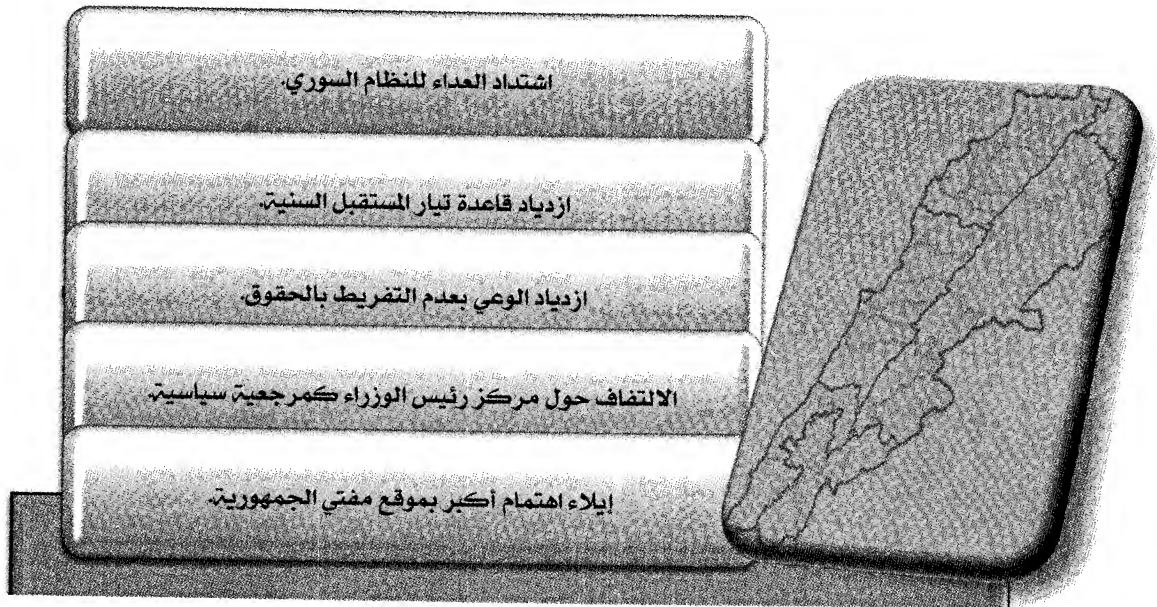 اشتداد العداء للنظام السوري.
ازدياد قاعدة تيار المستقبل السنية.
ازدياد الوعي بعدم التفريط بالحقوق.
الالتفاف حول مركز رئيس الوزراء كمرجعية سياسية.
إيلاء اهتمام أكبر بموقع مفتي الجمهورية.